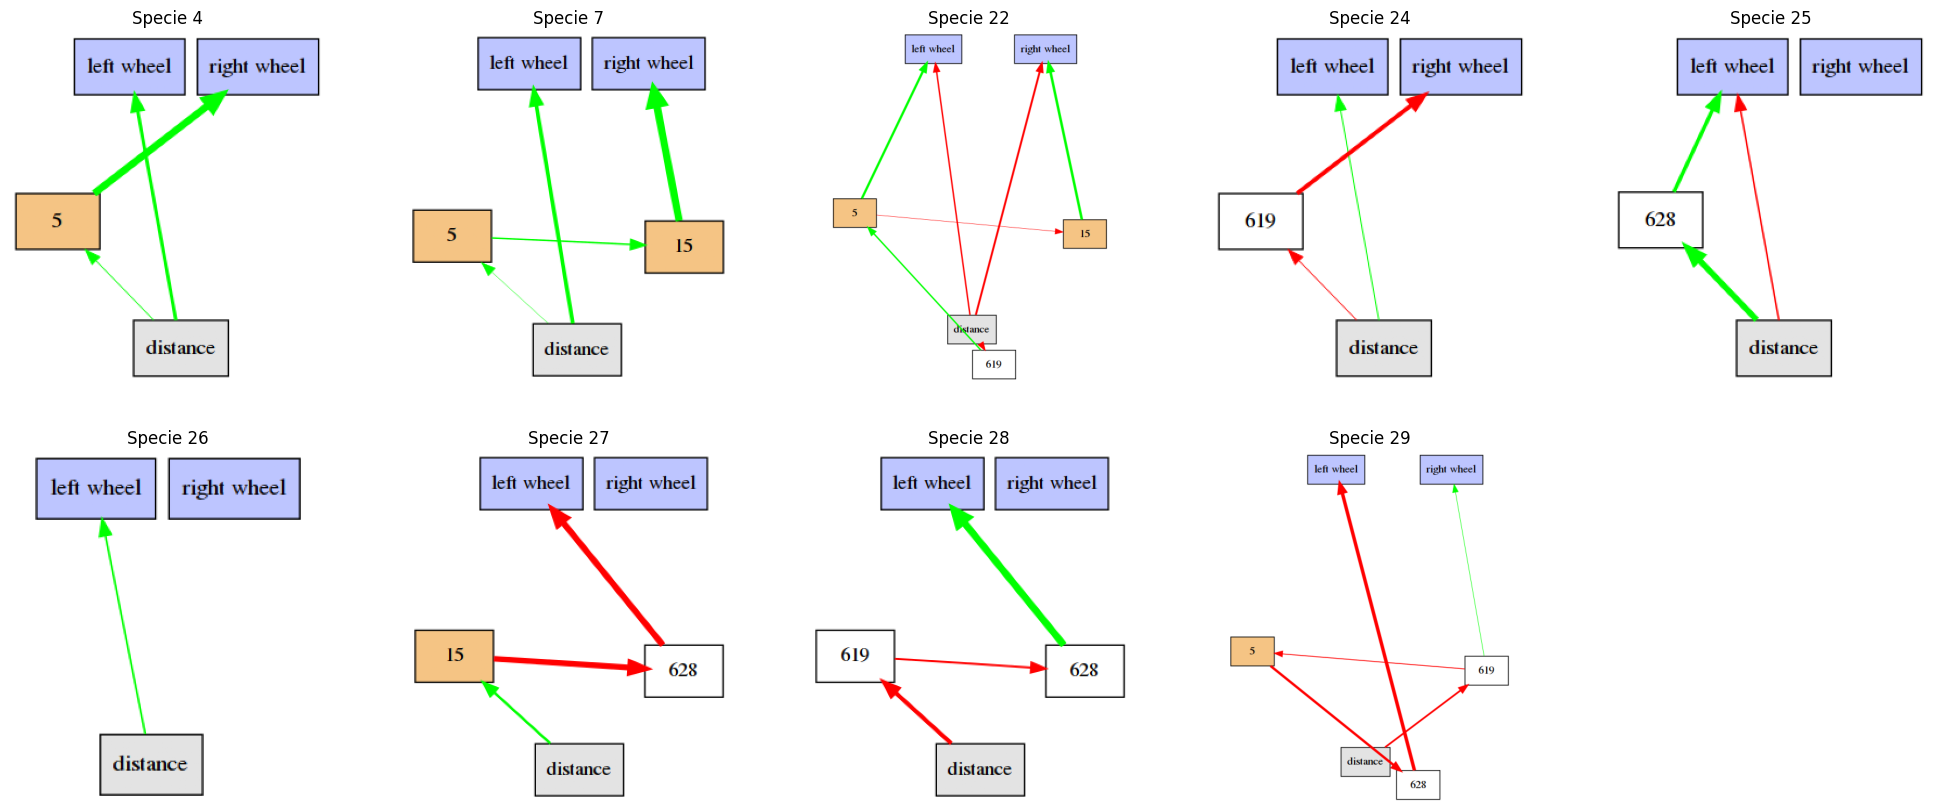 Specie 4
left wheel
right wheel
5
distance
Specie 7
left wheel
right wheel
5
15
distance
Specie 22
left wheel
right wheel
5
15
distance
619
Specie 24
left wheel
right wheel
619
distance
Specie 25
left wheel
right wheel
628
distance
Specie 26
left wheel
right wheel
distance
Specie 27
left wheel
right wheel
15
628
distance
Specie 28
left wheel
right wheel
619
628
distance
Specie 29
left wheel
right wheel
5
619
distance
628